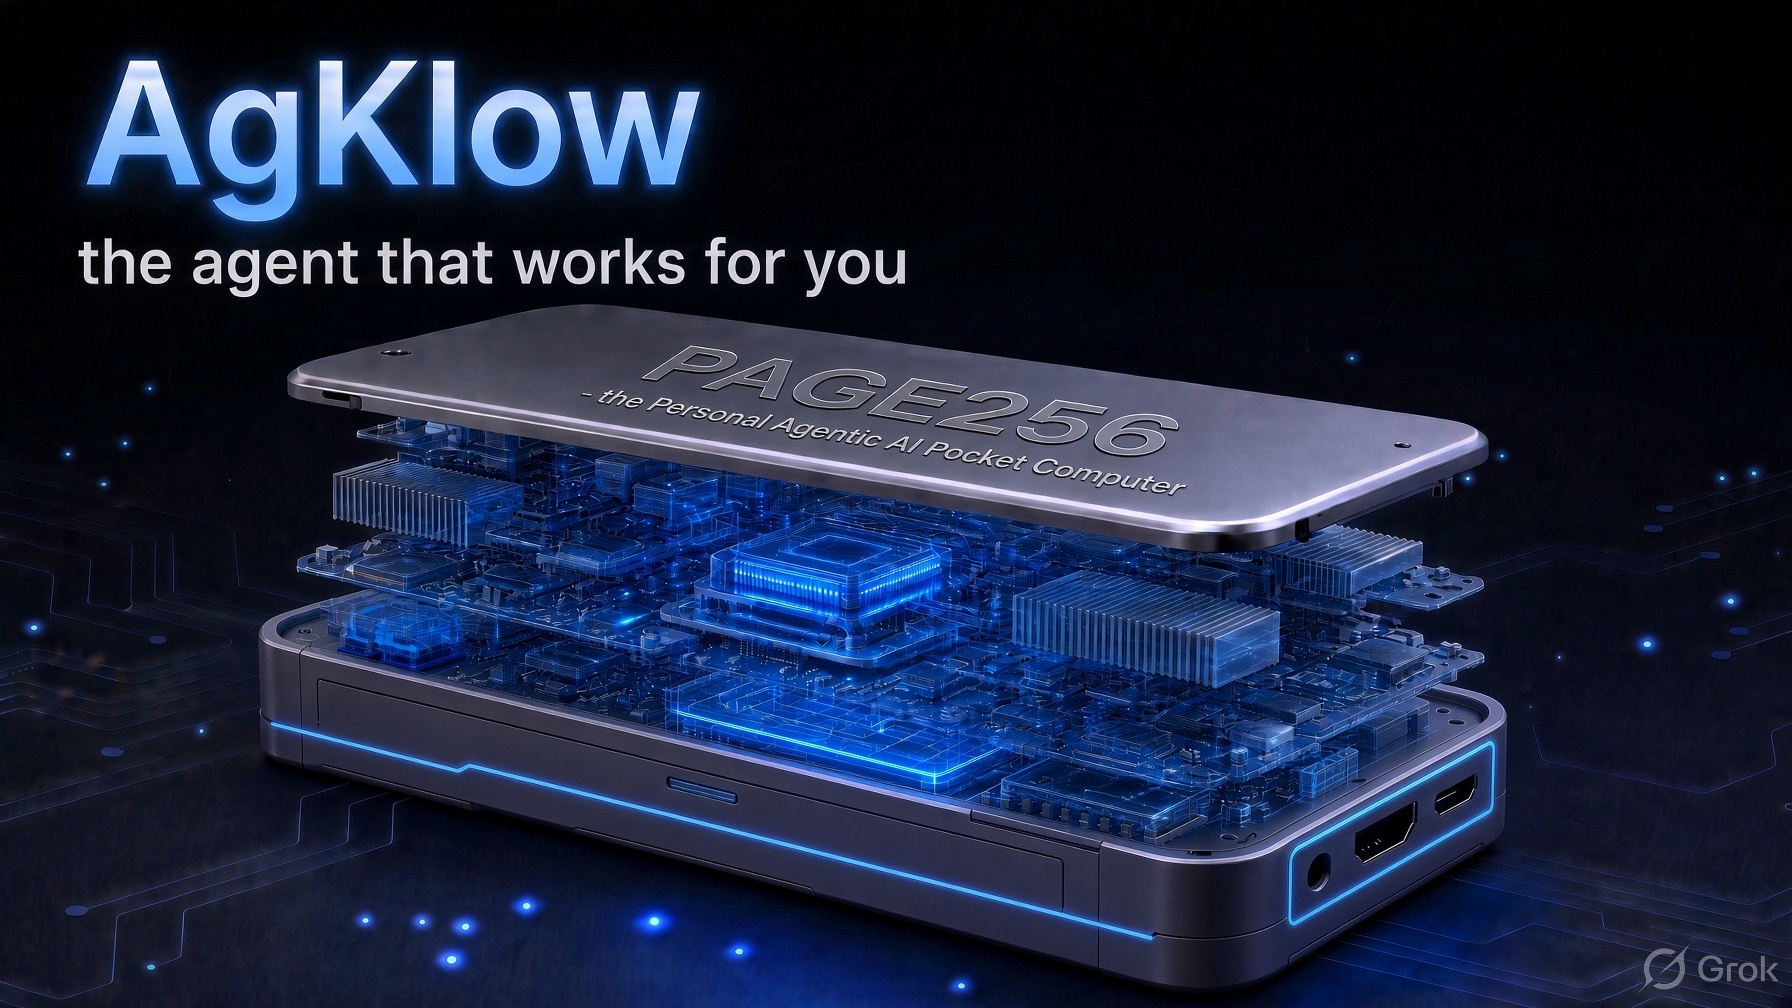 AgKlow
the agent that works for you
PAGE256
- the Personal Agentic AI Pocket Computer
Grok